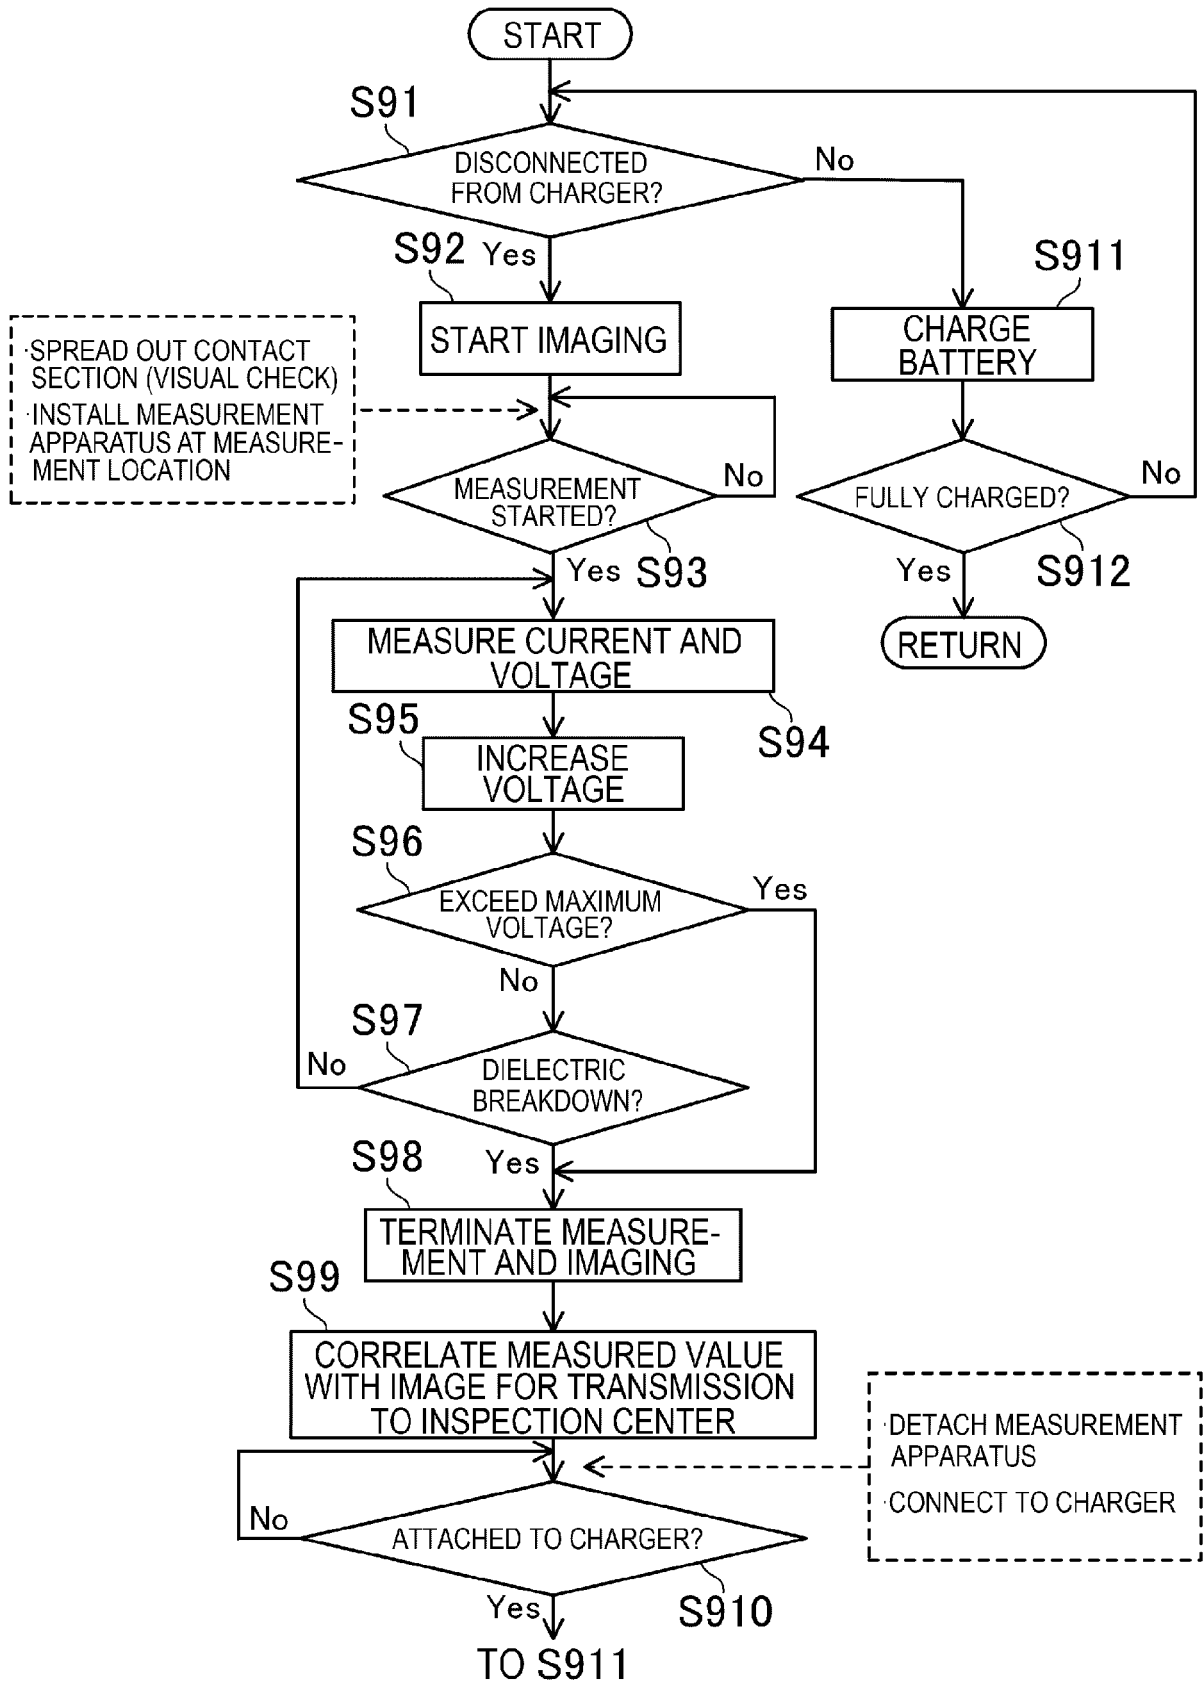 START
S91
DISCONNECTED
FROM CHARGER?
No
Yes
S92
START IMAGING
S911
CHARGE
BATTERY
·SPREAD OUT CONTACT
SECTION (VISUAL CHECK)
·INSTALL MEASUREMENT
APPARATUS AT MEASURE-
MENT LOCATION
MEASUREMENT
STARTED?
No
Yes
S93
FULLY CHARGED?
No
Yes
S912
RETURN
MEASURE CURRENT AND
VOLTAGE
S94
S95
INCREASE
VOLTAGE
S96
EXCEED MAXIMUM
VOLTAGE?
Yes
No
S97
DIELECTRIC
BREAKDOWN?
No
Yes
S98
TERMINATE MEASURE-
MENT AND IMAGING
S99
CORRELATE MEASURED VALUE
WITH IMAGE FOR TRANSMISSION
TO INSPECTION CENTER
·DETACH MEASUREMENT
APPARATUS
·CONNECT TO CHARGER
No
ATTACHED TO CHARGER?
Yes
S910
TO S911